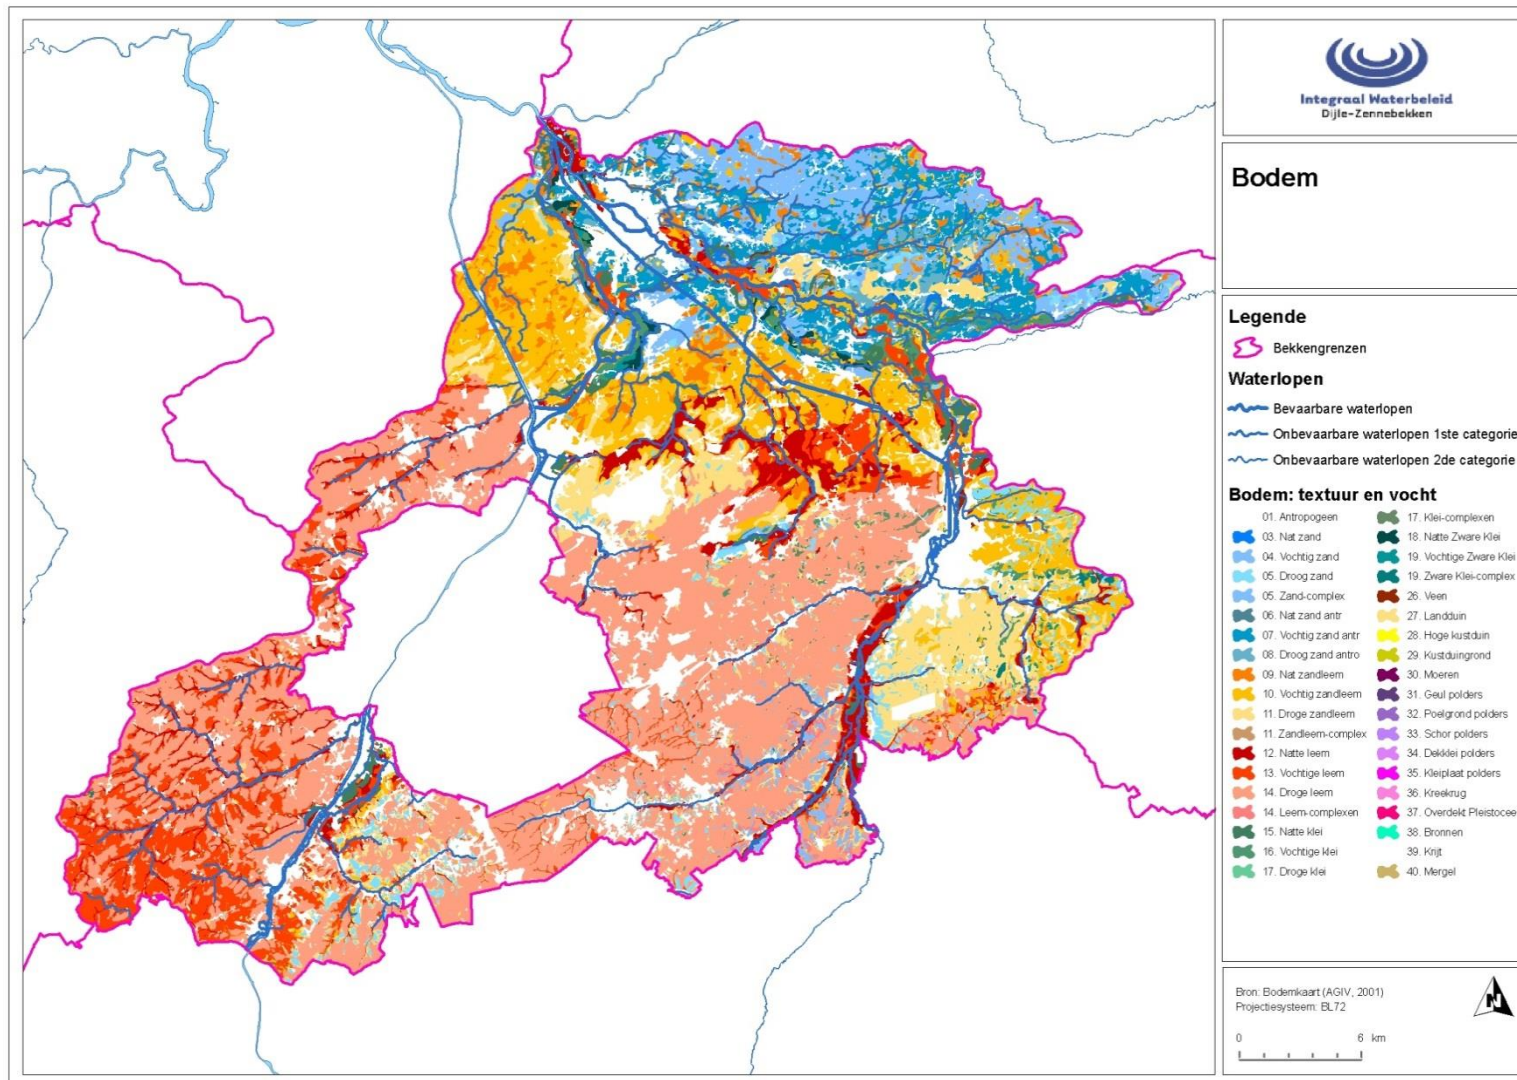 Integraal Waterbeleid
Dijle-Zennebekken
Bodem
Legende
Bekkengrenzen
Waterlopen
Bevaarbare waterlopen
Onbevaarbare waterlopen 1ste categorie
Onbevaarbare waterlopen 2de categorie
Bodem: textuur en vocht
01. Antropogeen
03. Nat zand
04. Vochtig zand
05. Droog zand
05. Zand-complex
06. Nat zand antr
07. Vochtig zand antr
08. Droog zand antro
09. Nat zandleem
10. Vochtig zandleem
11. Droge zandleem
11. Zandleem-complex
12. Natte leem
13. Vochtige leem
14. Droge leem
14. Leem-complexen
15. Natte klei
16. Vochtige klei
17. Droge klei
17. Klei-complexen
18. Natte Zware Klei
19. Vochtige Zware Klei
19. Zware Klei-complex
26. Veen
27. Landduin
28. Hoge kustduin
29. Kustduingrond
30. Moeren
31. Geul polders
32. Poelgrond polders
33. Schor polders
34. Dekklei polders
35. Kleiplaat polders
36. Kreekrug
37. Overdekt Pleistocee
38. Bronnen
39. Krijt
40. Mergel
Bron: Bodemkaart (AGIV, 2001)
Projectiesysteem: BL72
N
0 6 km